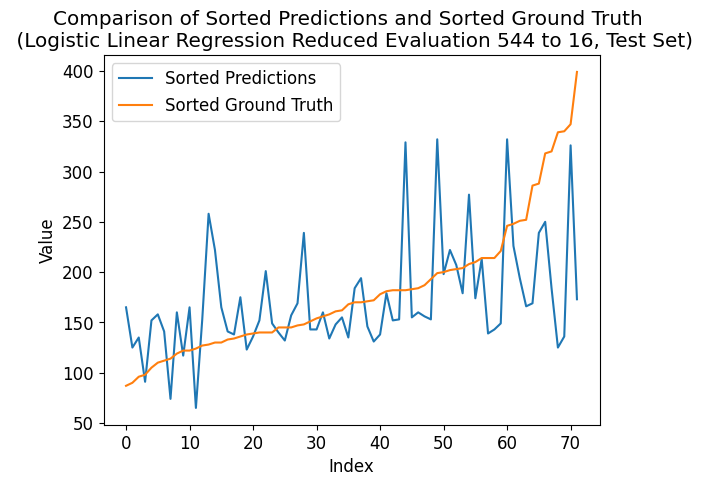 Comparison of Sorted Predictions and Sorted Ground Truth
(Logistic Linear Regression Reduced Evaluation 544 to 16, Test Set)
Sorted Predictions
Sorted Ground Truth
Value
400
350
300
250
200
150
100
50
0 10 20 30 40 50 60 70
Index